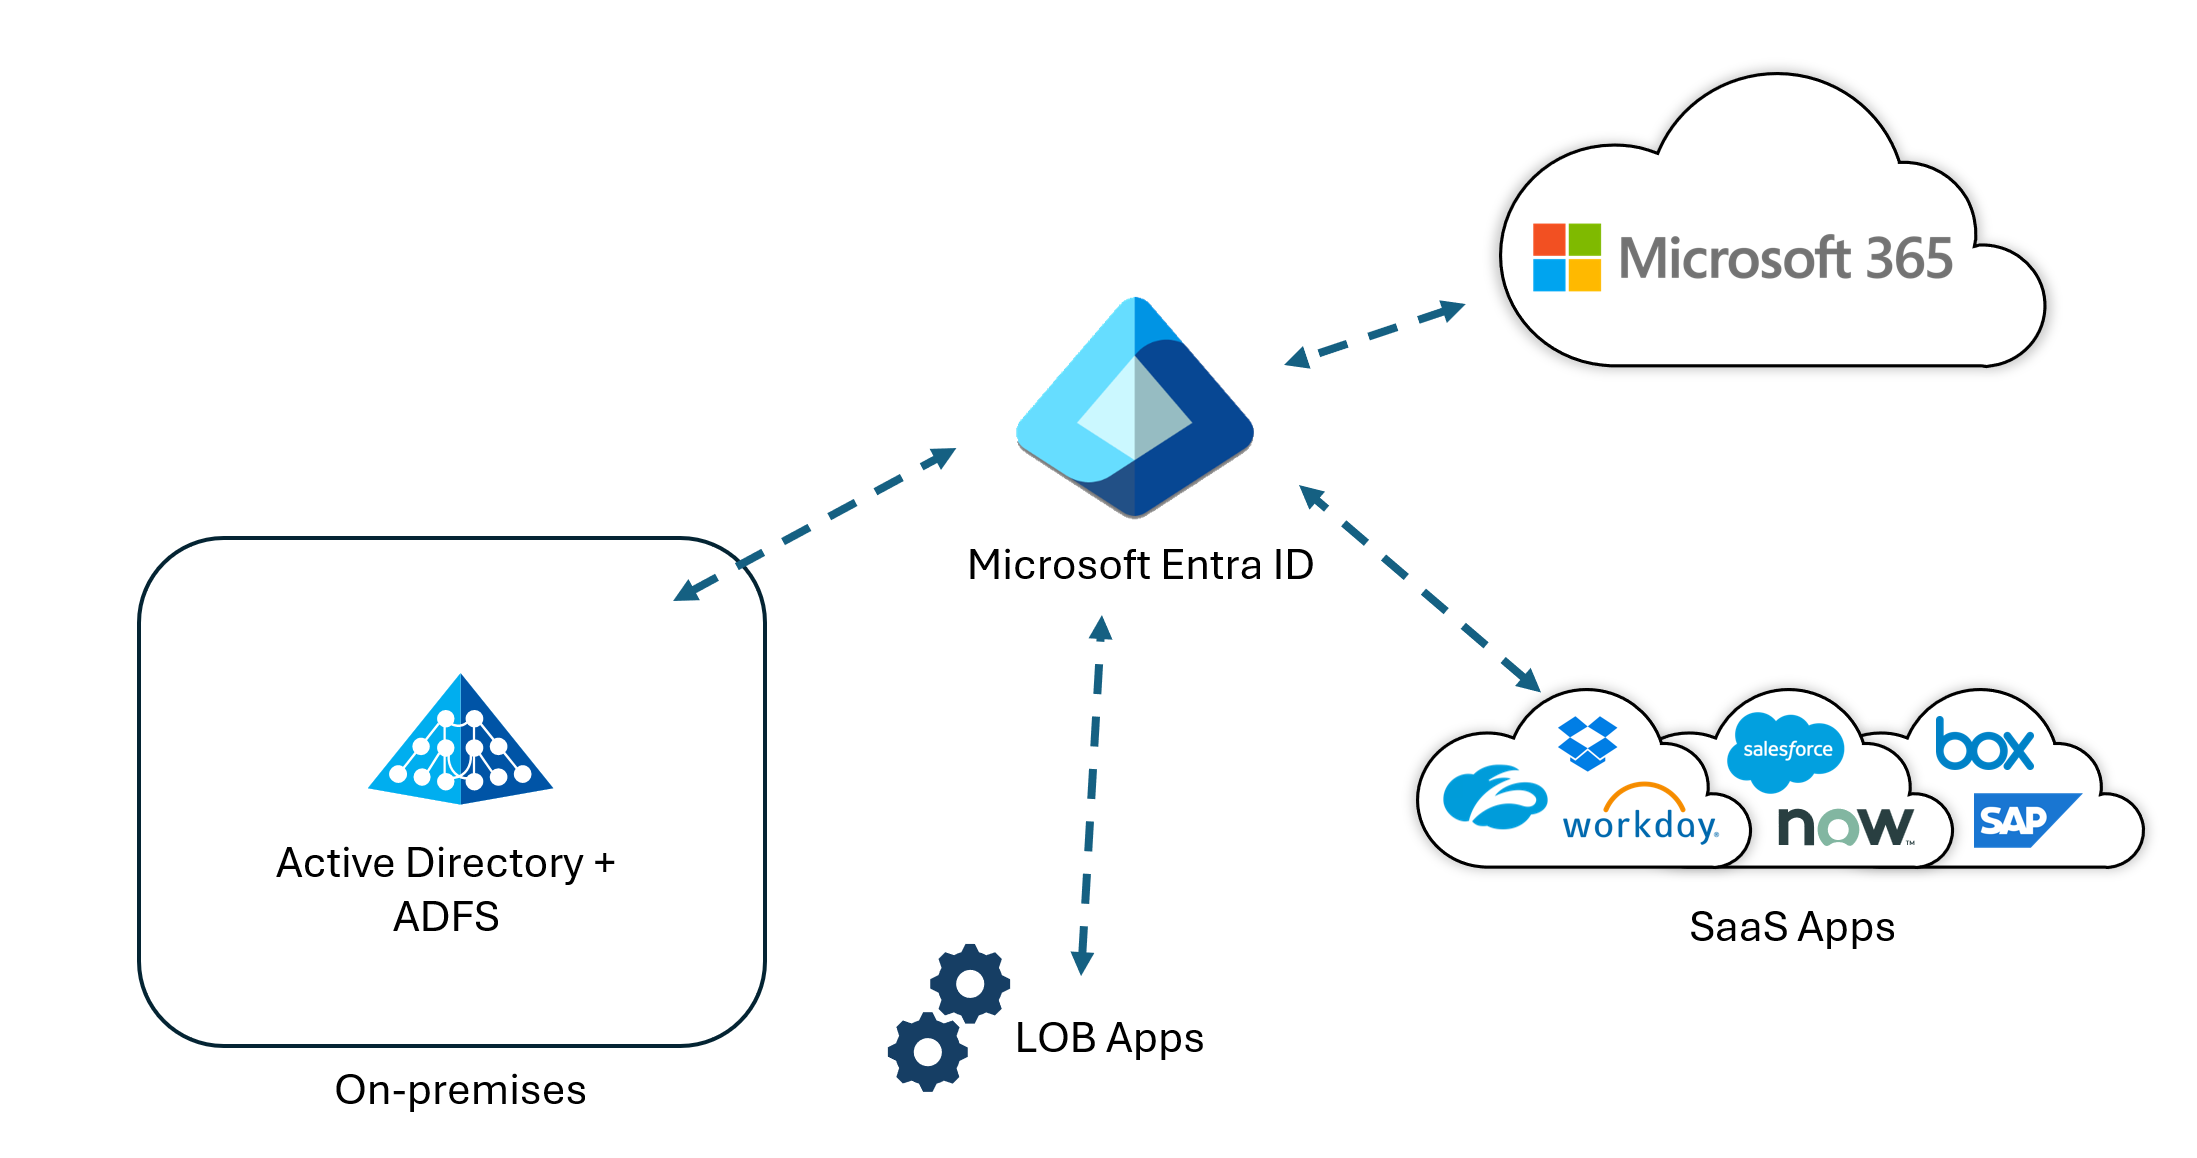 Microsoft 365
Microsoft Entra ID
salesforce
box
workday
now
TM
SAP
Active Directory +
ADFS
SaaS Apps
LOB Apps
On-premises